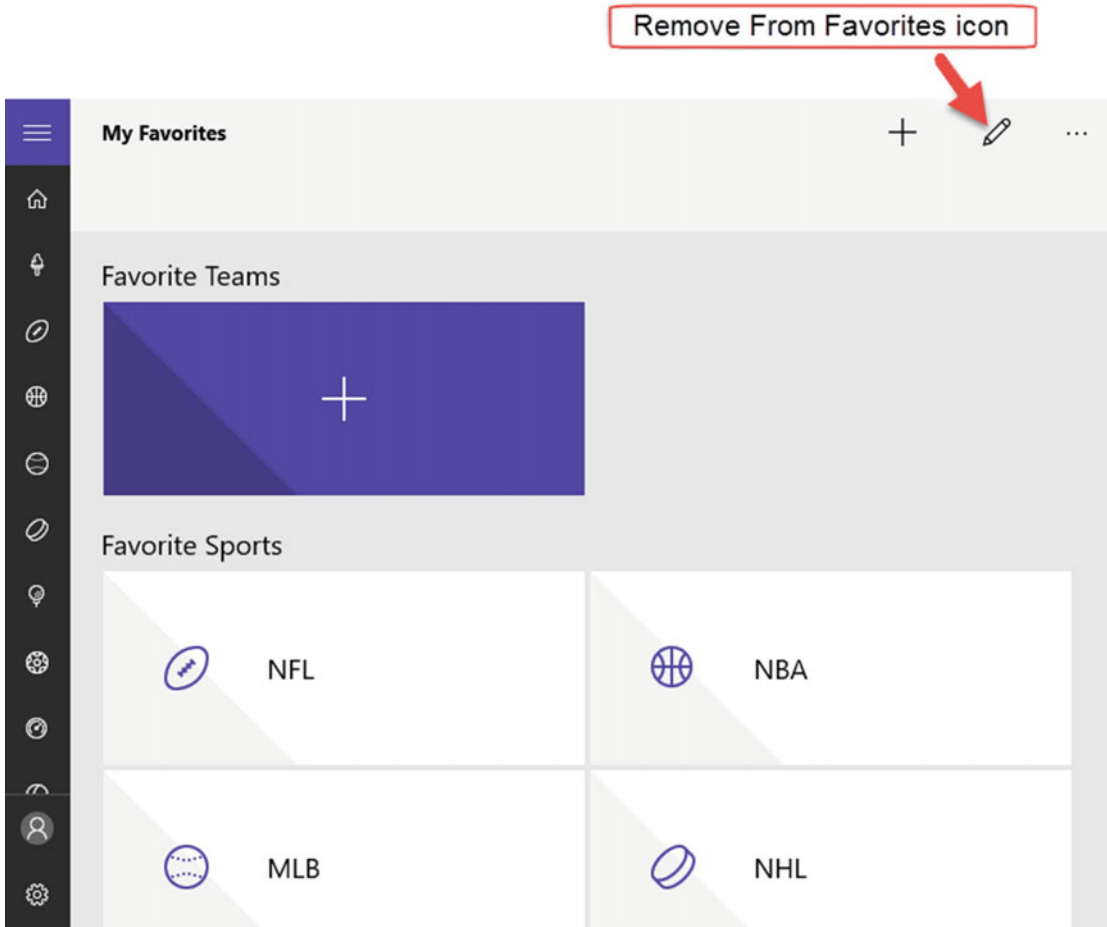 Remove From Favorites icon
My Favorites
Favorite Teams
Favorite Sports
NFL
NBA
MLB
NHL